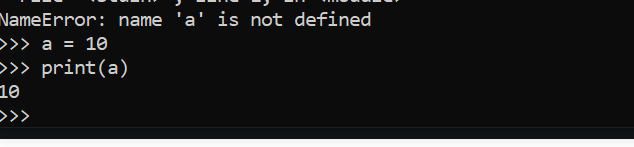 NameError: name 'a' is not defined
>>> a = 10
>>> print(a)
10
>>>